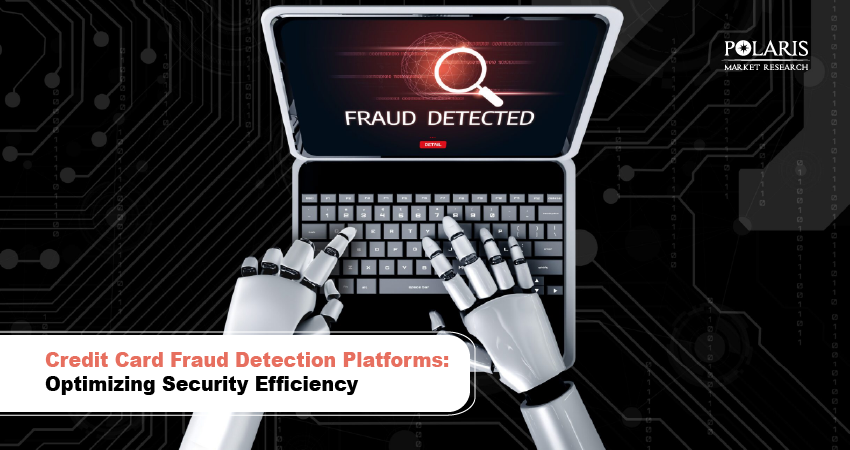 POLARIS
MARKET RESEARCH
FRAUD DETECTED
DETAIL
Credit Card Fraud Detection Platforms:
Optimizing Security Efficiency